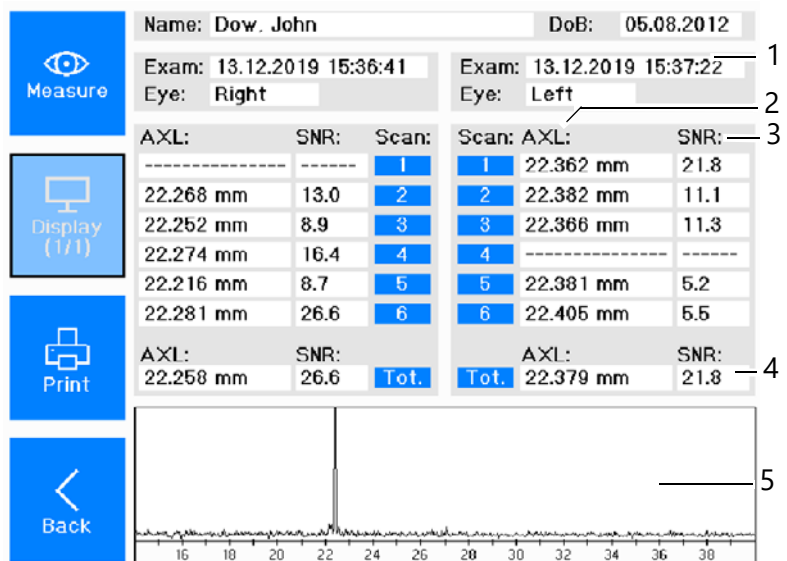 Name: Dow, John DoB: 05.08.2012
Exam: 13.12.2019 15:36:41 Exam: 13.12.2019 15:37:22 1
Measure
Eye: Right Eye: Left
2
AXL: SNR: Scan: Scan: AXL: SNR: 3
--------------- ------ 1 1 22.362 mm 21.8
22.268 mm 13.0 2 2 22.382 mm 11.1
Display
(1/1)
22.252 mm 8.9 3 3 22.366 mm 11.3
22.274 mm 16.4 4 4 --------------- ------
22.216 mm 8.7 5 5 22.381 mm 5.2
22.281 mm 26.6 6 6 22.405 mm 5.5
AXL: SNR: AXL: SNR:
Print
22.258 mm 26.6 Tot. Tot. 22.379 mm 21.8 4
5
Back
16 18 20 22 24 26 28 30 32 34 36 38